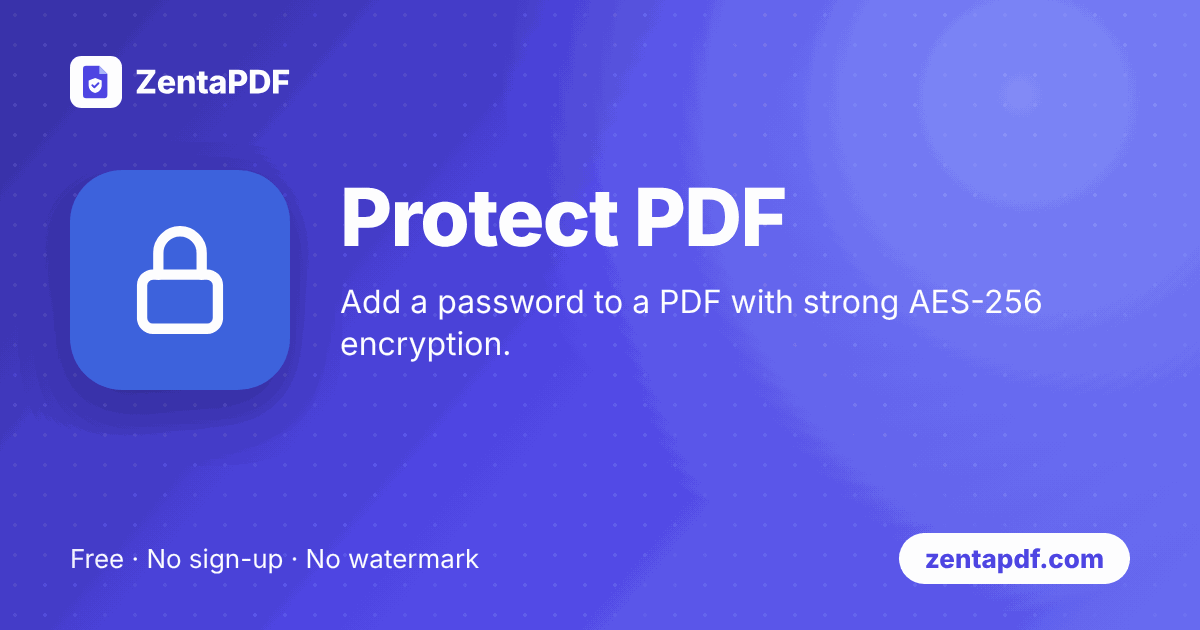 ZentaPDF
Protect PDF
Add a password to a PDF with strong AES-256
encryption.
Free · No sign-up · No watermark
zentapdf.com